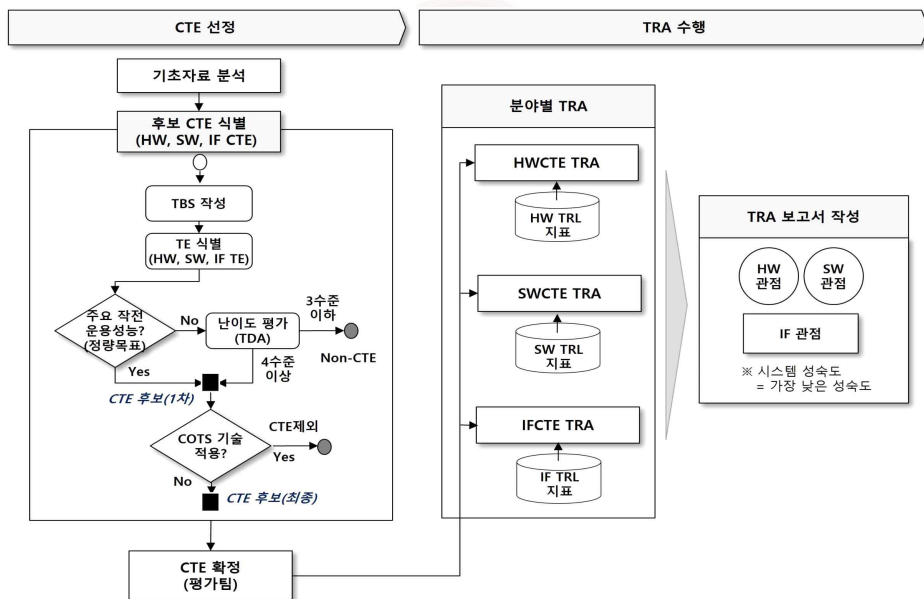 CTE 선정
TRA 수행
기초자료 분석
후보 CTE 식별
(HW, SW, IF CTE)
TBS 작성
TE 식별
(HW, SW, IF TE)
주요 작전
운용성능?
(정량목표)
No
Yes
난이도 평가
(TDA)
3수준
이하
Non-CTE
4수준
이상
CTE 후보(1차)
COTS 기술
적용?
CTE제외
Yes
No
CTE 후보(최종)
CTE 확정
(평가팀)
분야별 TRA
HWCTE TRA
HW TRL
지표
SWCTE TRA
SW TRL
지표
IFCTE TRA
IF TRL
지표
TRA 보고서 작성
HW
관점
SW
관점
IF 관점
※ 시스템 성숙도
= 가장 낮은 성숙도